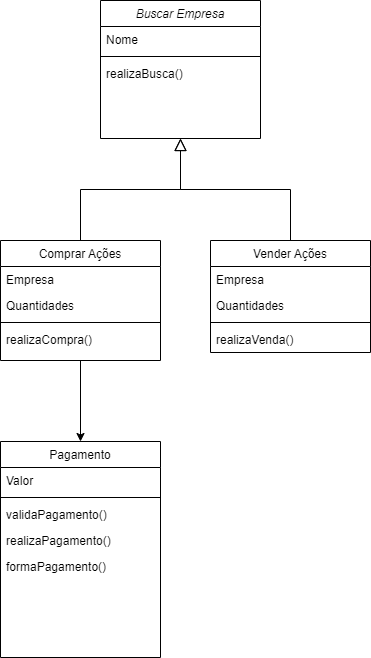 Buscar Empresa
Nome
realizaBusca()
Comprar Ações
Empresa
Quantidades
realizaCompra()
Vender Ações
Empresa
Quantidades
realizaVenda()
Pagamento
Valor
validaPagamento()
realizaPagamento()
formaPagamento()